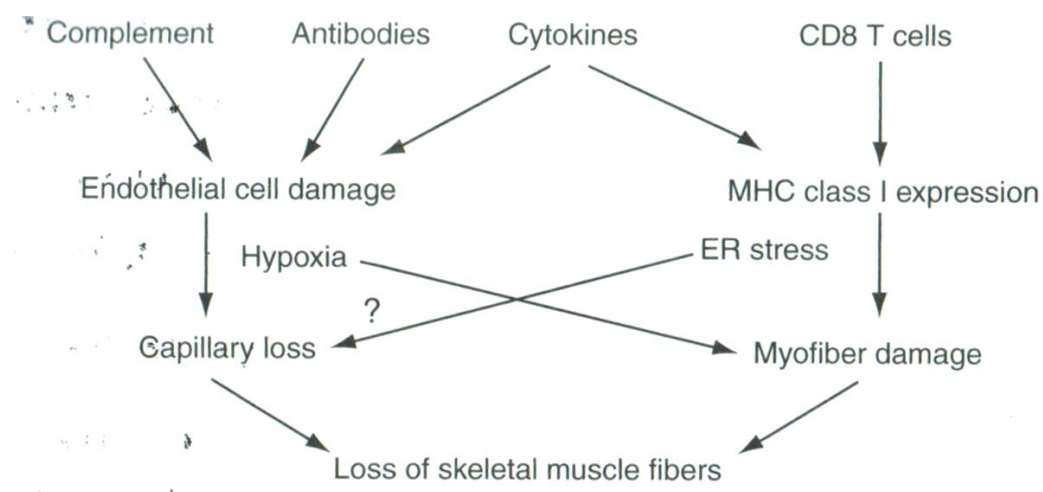 Complement Antibodies Cytokines CD8 T cells
Endothelial cell damage MHC class I expression
Hypoxia ER stress
?
Capillary loss Myofiber damage
Loss of skeletal muscle fibers